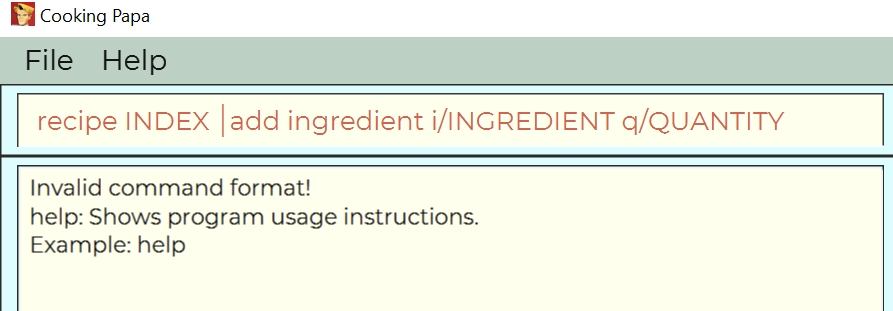 Cooking Papa
File Help
recipe INDEX add ingredient i/INGREDIENT q/QUANTITY
Invalid command format!
help: Shows program usage instructions.
Example: help